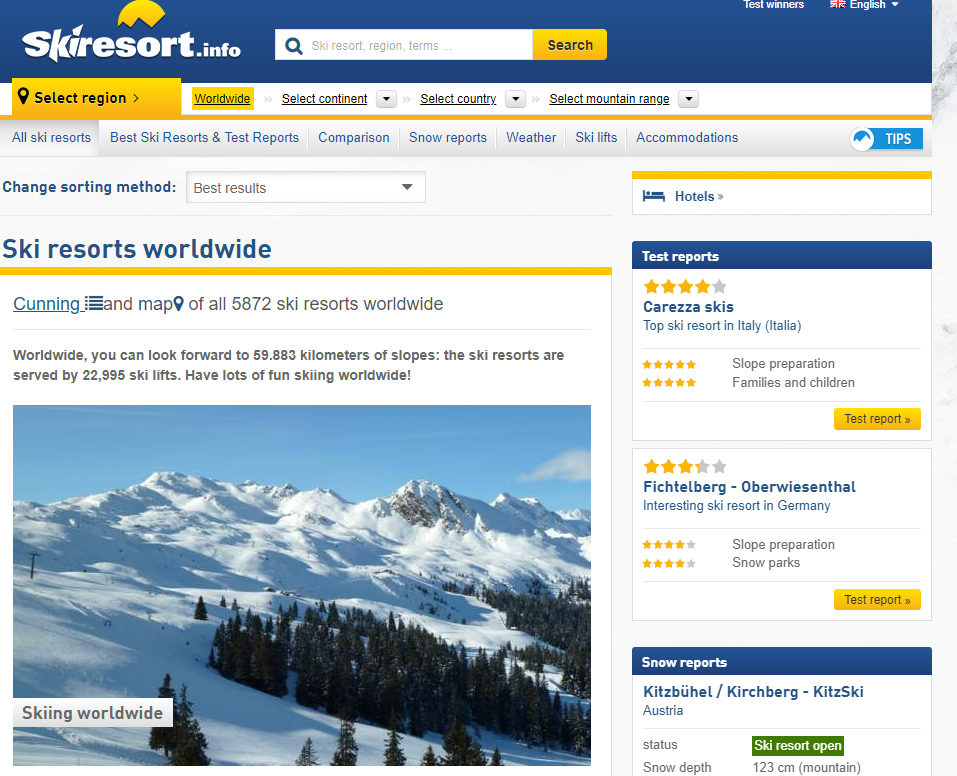 Test winners
English
Skiresort.info
Ski resort, region, terms ...
Search
Select region ›
Worldwide » Select continent » Select country » Select mountain range
All ski resorts
Best Ski Resorts & Test Reports
Comparison
Snow reports
Weather
Ski lifts
Accommodations
TIPS
Change sorting method:
Best results
Ski resorts worldwide
Cunning and map of all 5872 ski resorts worldwide
Worldwide, you can look forward to 59.883 kilometers of slopes: the ski resorts are
served by 22,995 ski lifts. Have lots of fun skiing worldwide!
Skiing worldwide
Hotels »
Test reports
Carezza skis
Top ski resort in Italy (Italia)
Slope preparation
Families and children
Test report »
Fichtelberg - Oberwiesenthal
Interesting ski resort in Germany
Slope preparation
Snow parks
Test report »
Snow reports
Kitzbühel / Kirchberg - KitzSki
Austria
status
Ski resort open
Snow depth
123 cm (mountain)